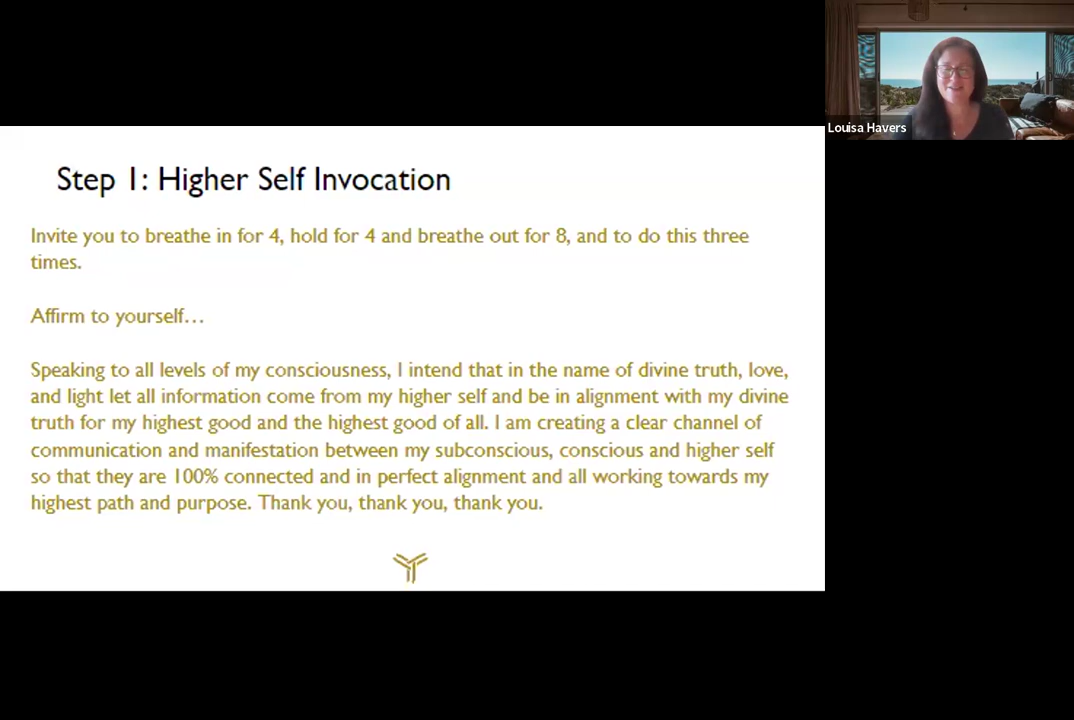 Louisa Havers
Step 1: Higher Self Invocation
Invite you to breathe in for 4, hold for 4 and breathe out for 8, and to do this three
times.
Affirm to yourself…
Speaking to all levels of my consciousness, I intend that in the name of divine truth, love,
and light let all information come from my higher self and be in alignment with my divine
truth for my highest good and the highest good of all. I am creating a clear channel of
communication and manifestation between my subconscious, conscious and higher self
so that they are 100% connected and in perfect alignment and all working towards my
highest path and purpose. Thank you, thank you, thank you.